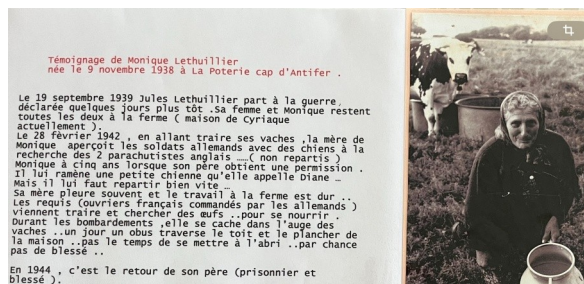 Témoignage de Monique Lethuillier
née le 9 novembre 1938 à La Poterie cap d'Antifer .
Le 19 septembre 1939 Jules Lethuillier part à la guerre,
déclarée quelques jours plus tôt .Sa femme et Monique restent
toutes les deux à la ferme ( maison de Cyriaque
actuellement ).
Le 28 février 1942 , en allant traire ses vaches ,la mère de
Monique aperçoit les soldats allemands avec des chiens à la
recherche des 2 parachutistes anglais ……( non repartis )
Monique à cinq ans lorsque son père obtient une permission .
Il lui ramène une petite chienne qu'elle appelle Diane …
Mais il lui faut repartir bien vite …
Sa mère pleure souvent et le travail à la ferme est dur ..
Les requis (ouvriers français commandés par les allemands )
viennent traire et chercher des œufs ..pour se nourrir .
Durant les bombardements ,elle se cache dans l'auge des
vaches ..un jour un obus traverse le toit et le plancher de
la maison ..pas le temps de se mettre à l'abri ..par chance
pas de blessé ..
En 1944 , c'est le retour de son père (prisonnier et
blessé ).